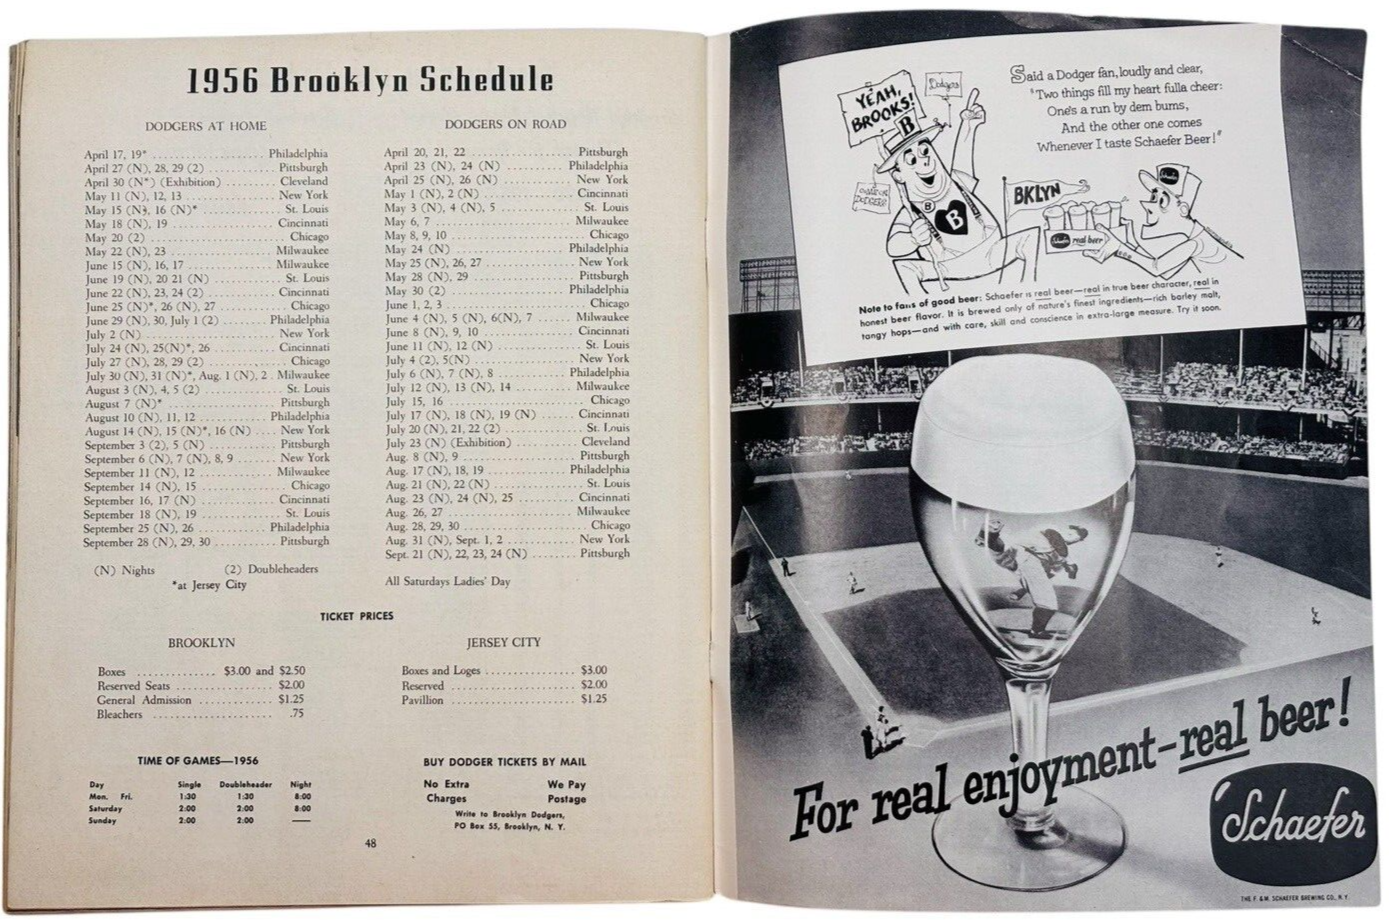 1956 Brooklyn Schedule
DODGERS AT HOME
April 17, 19* .......... Philadelphia
April 27 (N), 28, 29 (2) .......... Pittsburgh
April 30 (N*) (Exhibition) .......... Cleveland
May 11 (N), 12, 13 .......... New York
May 15 (N), 16 (N)* .......... St. Louis
May 18 (N), 19 .......... Cincinnati
May 20 (2) .......... Chicago
May 22 (N), 23 .......... Milwaukee
June 15 (N), 16, 17 .......... Milwaukee
June 19 (N), 20 21 (N) .......... St. Louis
June 22 (N), 23, 24 (2) .......... Cincinnati
June 25 (N)*, 26 (N), 27 .......... Chicago
June 29 (N), 30, July 1 (2) .......... Philadelphia
July 2 (N) .......... New York
July 24 (N), 25(N)*, 26 .......... Cincinnati
July 27 (N), 28, 29 (2) .......... Chicago
July 30 (N), 31 (N)*, Aug. 1 (N), 2 . Milwaukee
August 3 (N), 4, 5 (2) .......... St. Louis
August 7 (N)* .......... Pittsburgh
August 10 (N), 11, 12 .......... Philadelphia
August 14 (N), 15 (N)*, 16 (N) .... New York
September 3 (2), 5 (N) .......... Pittsburgh
September 6 (N), 7 (N), 8, 9 .... New York
September 11 (N), 12 .......... Milwaukee
September 14 (N), 15 .......... Chicago
September 16, 17 (N) .......... Cincinnati
September 18 (N), 19 .......... St. Louis
September 25 (N), 26 .......... Philadelphia
September 28 (N), 29, 30 .......... Pittsburgh
(N) Nights (2) Doubleheaders
*at Jersey City
DODGERS ON ROAD
April 20, 21, 22 .......... Pittsburgh
April 23 (N), 24 (N) .......... Philadelphia
April 25 (N), 26 (N) .......... New York
May 1 (N), 2 (N) .......... Cincinnati
May 3 (N), 4 (N), 5 .......... St. Louis
May 6, 7 .......... Milwaukee
May 8, 9, 10 .......... Chicago
May 24 (N) .......... Philadelphia
May 25 (N), 26, 27 .......... New York
May 28 (N), 29 .......... Pittsburgh
May 30 (2) .......... Philadelphia
June 1, 2, 3 .......... Chicago
June 4 (N), 5 (N), 6(N), 7 .......... Milwaukee
June 8 (N), 9, 10 .......... Cincinnati
June 11 (N), 12 (N) .......... St. Louis
July 4 (2), 5(N) .......... New York
July 6 (N), 7 (N), 8 .......... Philadelphia
July 12 (N), 13 (N), 14 .......... Milwaukee
July 15, 16 .......... Chicago
July 17 (N), 18 (N), 19 (N) .......... Cincinnati
July 20 (N), 21, 22 (2) .......... St. Louis
July 23 (N) (Exhibition) .......... Cleveland
Aug. 8 (N), 9 .......... Pittsburgh
Aug. 17 (N), 18, 19 .......... Philadelphia
Aug. 21 (N), 22 (N) .......... St. Louis
Aug. 23 (N), 24 (N), 25 .......... Cincinnati
Aug. 26, 27 .......... Milwaukee
Aug. 28, 29, 30 .......... Chicago
Aug. 31 (N), Sept. 1, 2 .......... New York
Sept. 21 (N), 22, 23, 24 (N) .......... Pittsburgh
All Saturdays Ladies' Day
TICKET PRICES
BROOKLYN
Boxes .......... $3.00 and $2.50
Reserved Seats .......... $2.00
General Admission .......... $1.25
Bleachers .......... .75
JERSEY CITY
Boxes and Loges .......... $3.00
Reserved .......... $2.00
Pavillion .......... $1.25
TIME OF GAMES—1956
Day Single Doubleheader Night
Mon. Fri. 1:30 1:30 8:00
Saturday 2:00 2:00 8:00
Sunday 2:00 2:00 —
BUY DODGER TICKETS BY MAIL
No Extra We Pay
Charges Postage
Write to Brooklyn Dodgers,
PO Box 55, Brooklyn, N. Y.
48
YEAH,
BROOKS!
Dodgers
B
B
B
BKLYN
Schaefer
Schaefer real beer
Said a Dodger fan, loudly and clear,
"Two things fill my heart fulla cheer:
One's a run by dem bums,
And the other one comes
Whenever I taste Schaefer Beer!"
Note to fans of good beer: Schaefer is real beer—real in true beer character, real in
honest beer flavor. It is brewed only of nature's finest ingredients—rich barley malt,
tangy hops—and with care, skill and conscience in extra-large measure. Try it soon.
For real enjoyment–real beer!
Schaefer
THE F. & M. SCHAEFER BREWING CO., N.Y.